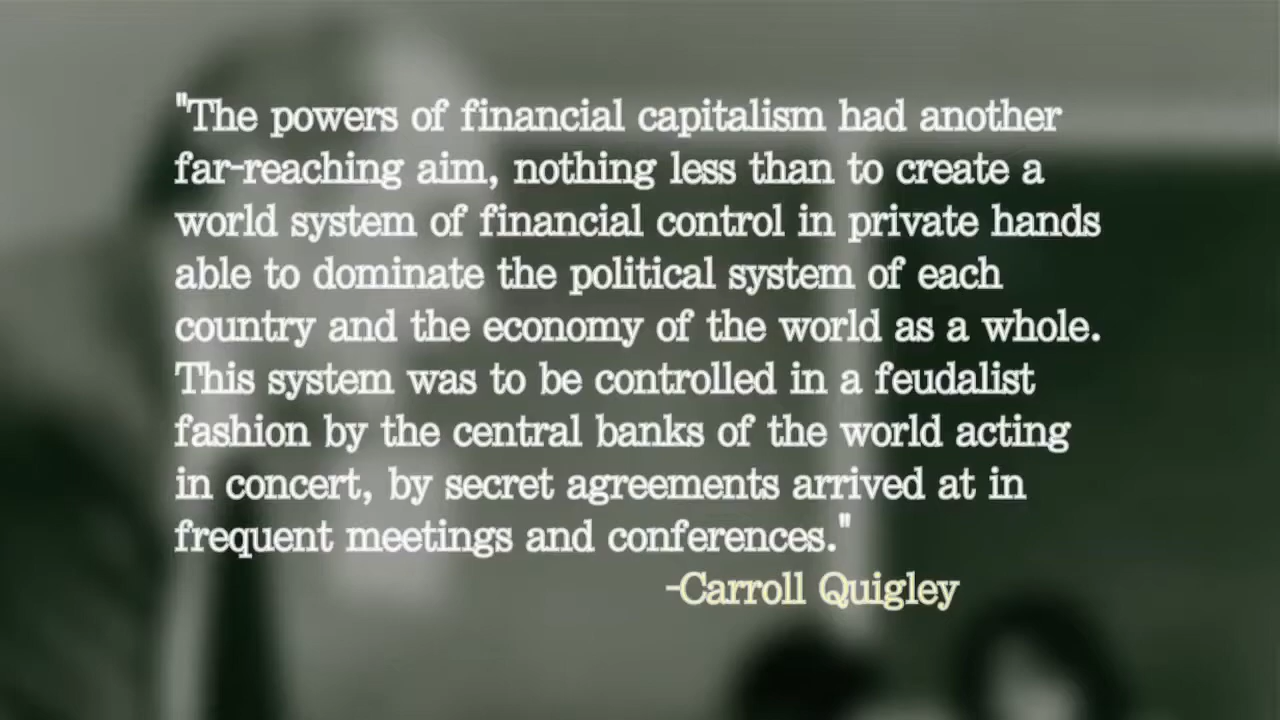 "The powers of financial capitalism had another
far-reaching aim, nothing less than to create a
world system of financial control in private hands
able to dominate the political system of each
country and the economy of the world as a whole.
This system was to be controlled in a feudalist
fashion by the central banks of the world acting
in concert, by secret agreements arrived at in
frequent meetings and conferences."
-Carroll Quigley